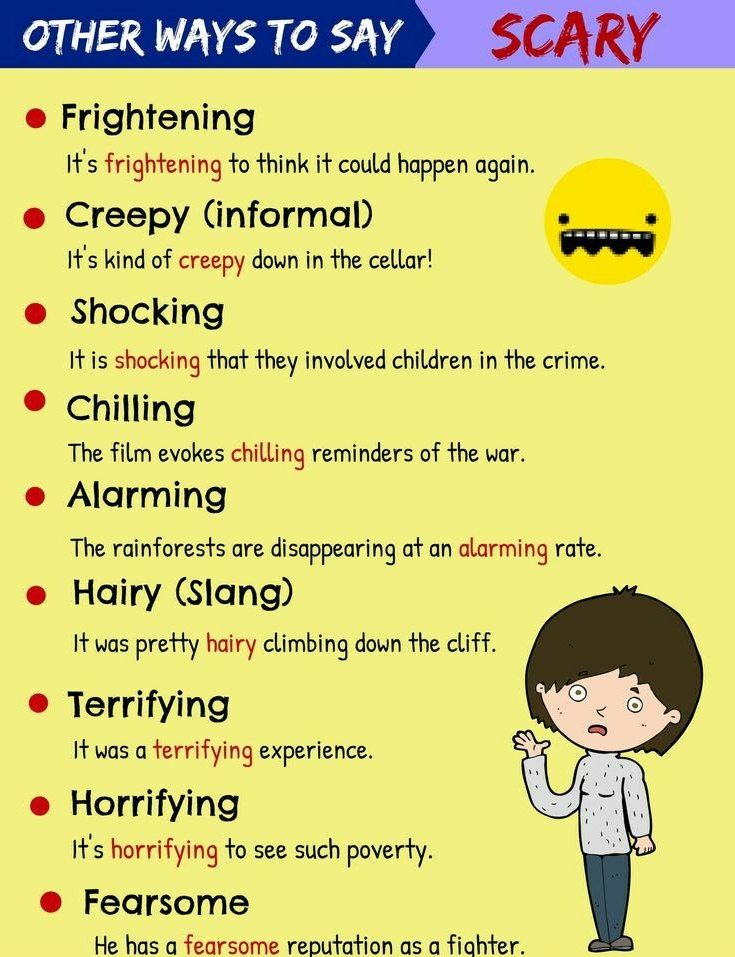 OTHER WAYS TO SAY SCARY
Frightening
It's frightening to think it could happen again.
Creepy (informal)
It's kind of creepy down in the cellar!
Shocking
It is shocking that they involved children in the crime.
Chilling
The film evokes chilling reminders of the war.
Alarming
The rainforests are disappearing at an alarming rate.
Hairy (Slang)
It was pretty hairy climbing down the cliff.
Terrifying
It was a terrifying experience.
Horrifying
It's horrifying to see such poverty.
Fearsome
He has a fearsome reputation as a fighter.